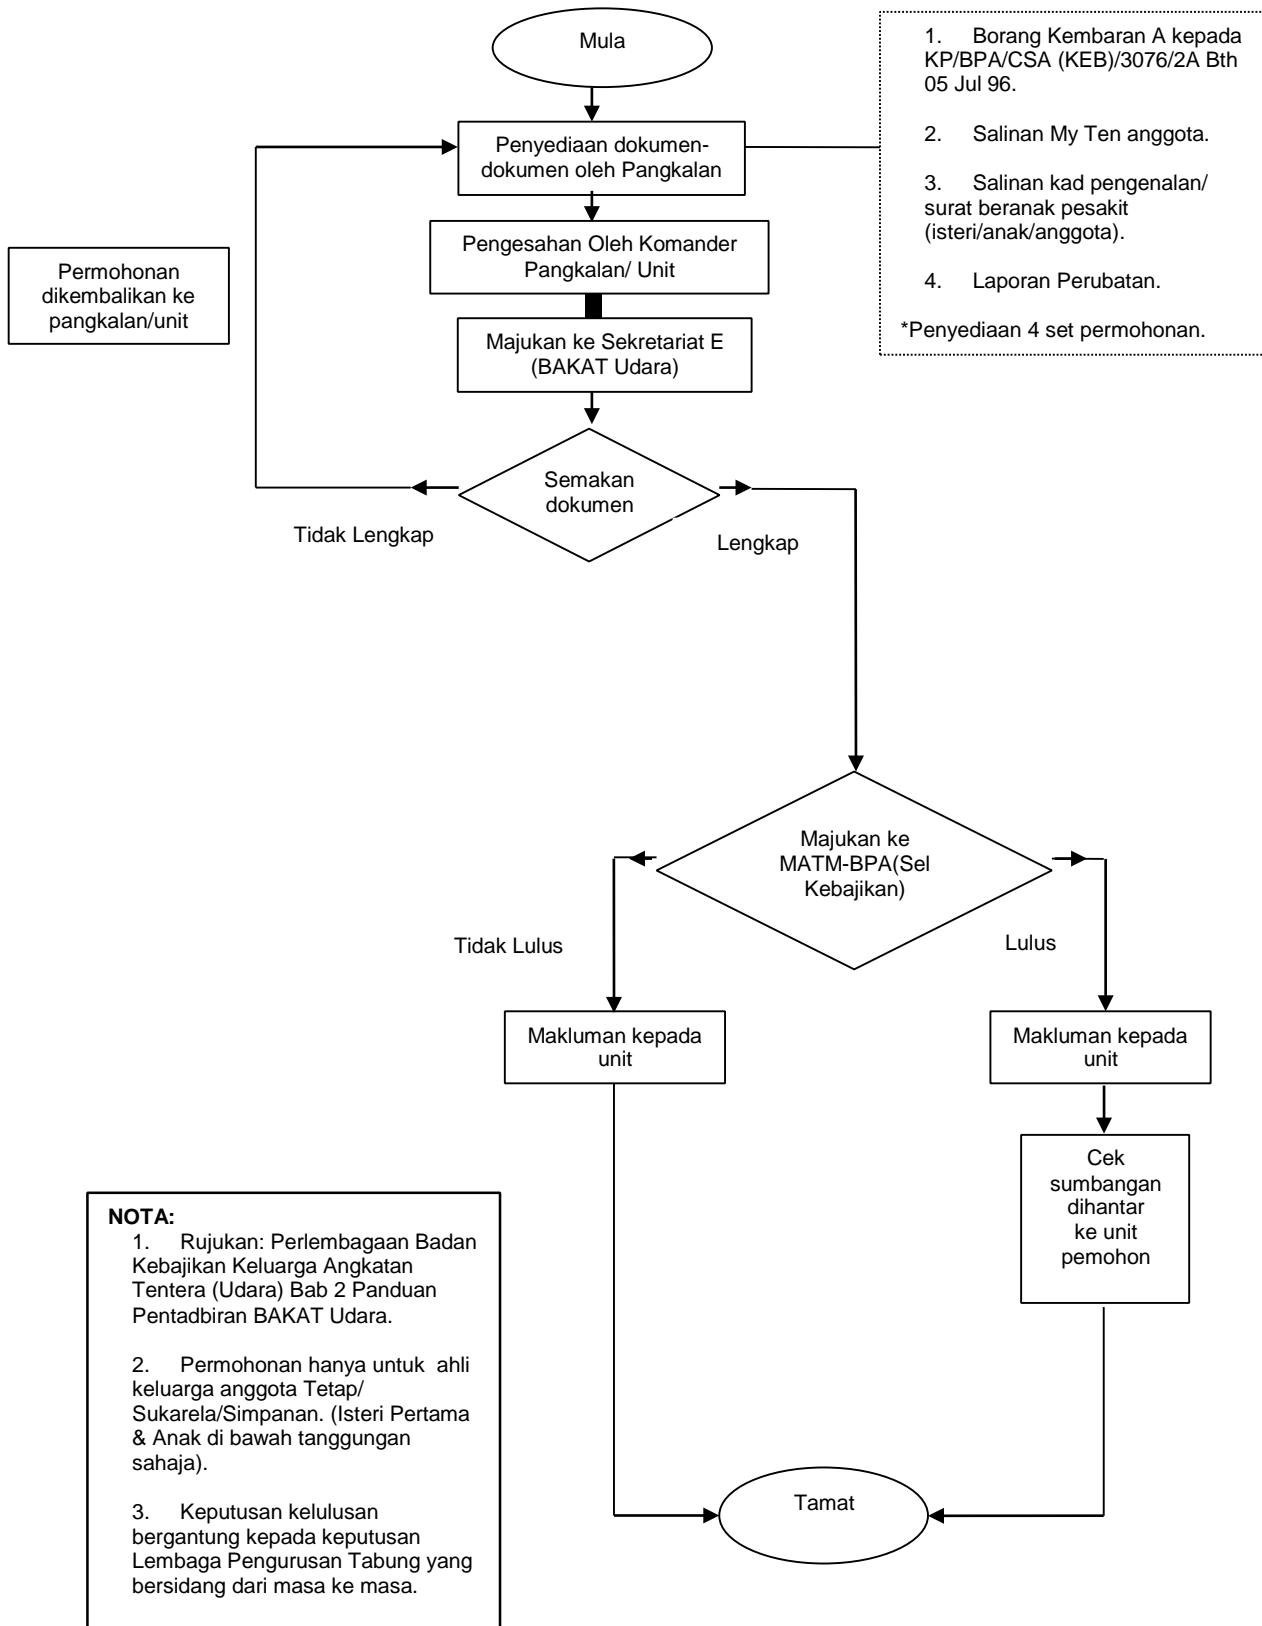 Mula
1. Borang Kembaran A kepada
KP/BPA/CSA (KEB)/3076/2A Bth
05 Jul 96.
2. Salinan My Ten anggota.
3. Salinan kad pengenalan/
surat beranak pesakit
(isteri/anak/anggota).
4. Laporan Perubatan.
*Penyediaan 4 set permohonan.
Penyediaan dokumen-
dokumen oleh Pangkalan
Pengesahan Oleh Komander
Pangkalan/ Unit
Permohonan
dikembalikan ke
pangkalan/unit
Majukan ke Sekretariat E
(BAKAT Udara)
Semakan
dokumen
Tidak Lengkap
Lengkap
Majukan ke
MATM-BPA(Sel
Kebajikan)
Tidak Lulus
Lulus
Makluman kepada
unit
Makluman kepada
unit
Cek
sumbangan
dihantar
ke unit
pemohon
NOTA:
1. Rujukan: Perlembagaan Badan
Kebajikan Keluarga Angkatan
Tentera (Udara) Bab 2 Panduan
Pentadbiran BAKAT Udara.
2. Permohonan hanya untuk ahli
keluarga anggota Tetap/
Sukarela/Simpanan. (Isteri Pertama
& Anak di bawah tanggungan
sahaja).
3. Keputusan kelulusan
bergantung kepada keputusan
Lembaga Pengurusan Tabung yang
bersidang dari masa ke masa.
Tamat